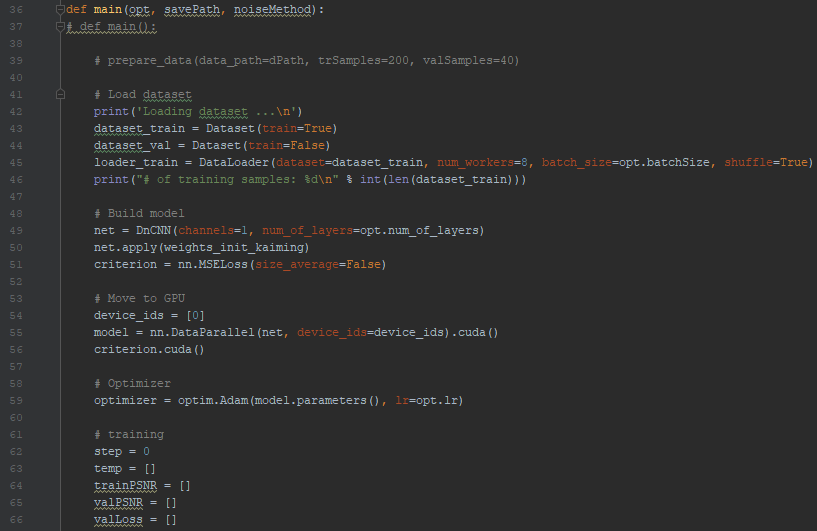 36 def main(opt, savePath, noiseMethod):
37 # def main():
38
39     # prepare_data(data_path=dPath, trSamples=200, valSamples=40)
40
41     # Load dataset
42     print('Loading dataset ...\n')
43     dataset_train = Dataset(train=True)
44     dataset_val = Dataset(train=False)
45     loader_train = DataLoader(dataset=dataset_train, num_workers=8, batch_size=opt.batchSize, shuffle=True)
46     print("# of training samples: %d\n" % int(len(dataset_train)))
47
48     # Build model
49     net = DnCNN(channels=1, num_of_layers=opt.num_of_layers)
50     net.apply(weights_init_kaiming)
51     criterion = nn.MSELoss(size_average=False)
52
53     # Move to GPU
54     device_ids = [0]
55     model = nn.DataParallel(net, device_ids=device_ids).cuda()
56     criterion.cuda()
57
58     # Optimizer
59     optimizer = optim.Adam(model.parameters(), lr=opt.lr)
60
61     # training
62     step = 0
63     temp = []
64     trainPSNR = []
65     valPSNR = []
66     valLoss = []